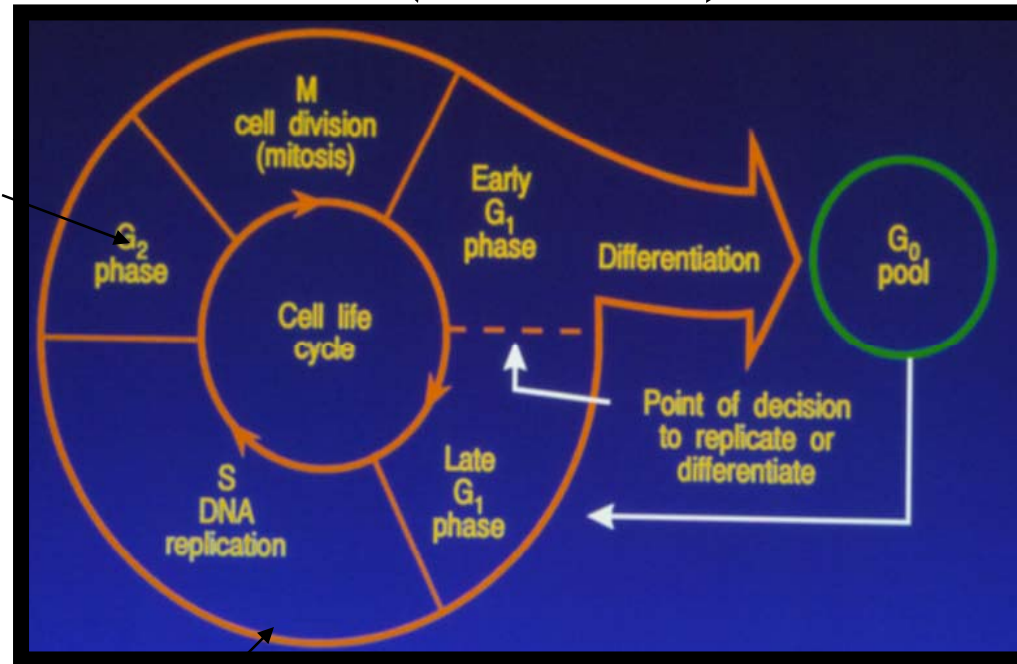 M
cell division
(mitosis)
Early
G₁
phase
Differentiation
G₀
pool
G₂
phase
Cell life
cycle
Point of decision
to replicate or
differentiate
Late
G₁
phase
S
DNA
replication